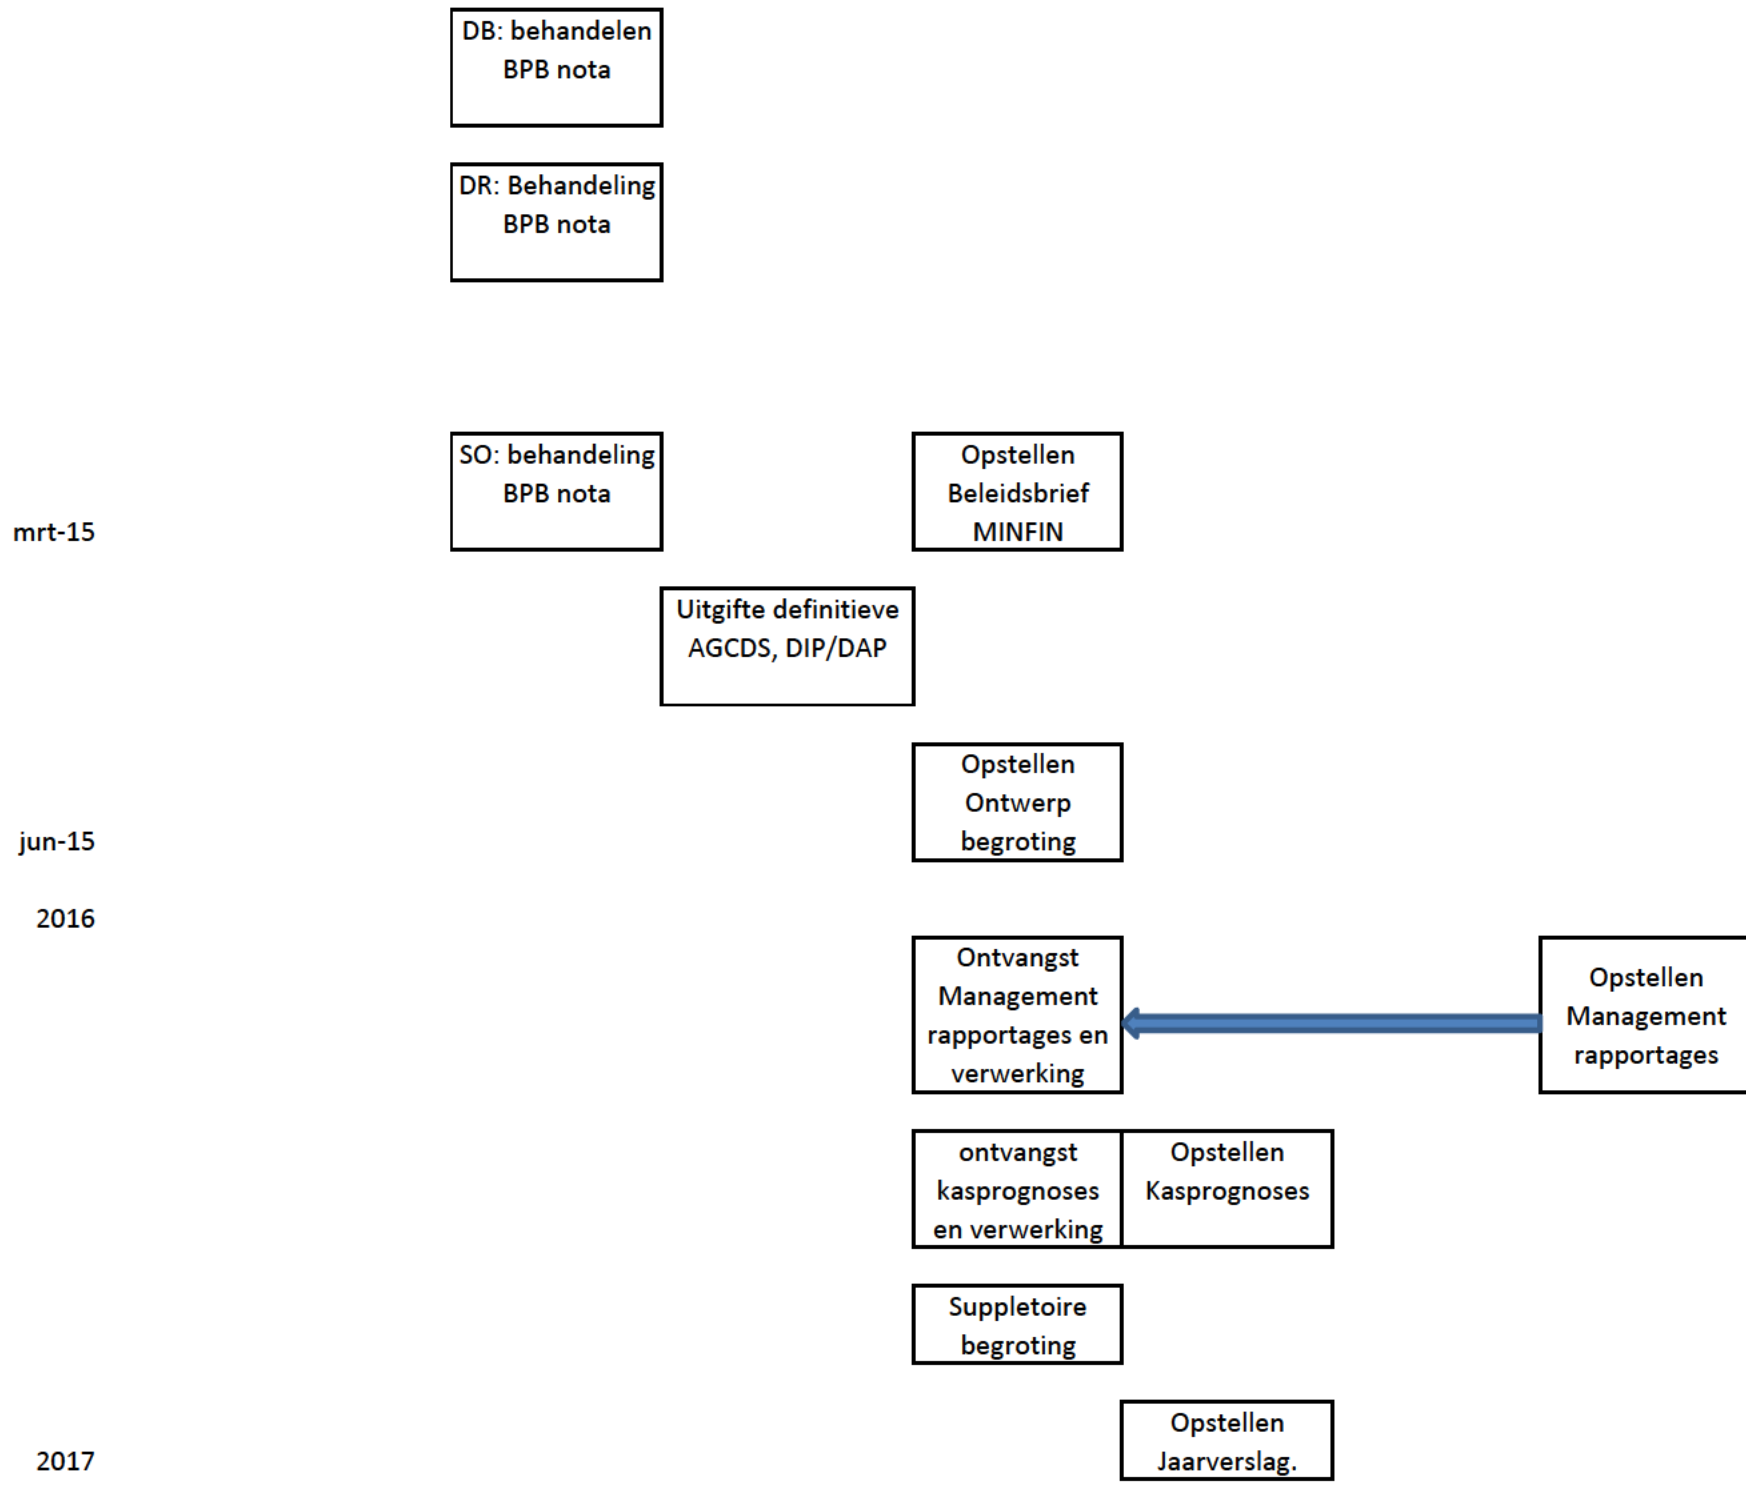 DB: behandelen
BPB nota
DR: Behandeling
BPB nota
SO: behandeling
BPB nota
Opstellen
Beleidsbrief
MINFIN
mrt-15
Uitgifte definitieve
AGCDS, DIP/DAP
Opstellen
Ontwerp
begroting
jun-15
2016
Ontvangst
Management
rapportages en
verwerking
Opstellen
Management
rapportages
ontvangst
kasprognoses
en verwerking
Opstellen
Kasprognoses
Suppletoire
begroting
Opstellen
Jaarverslag.
2017